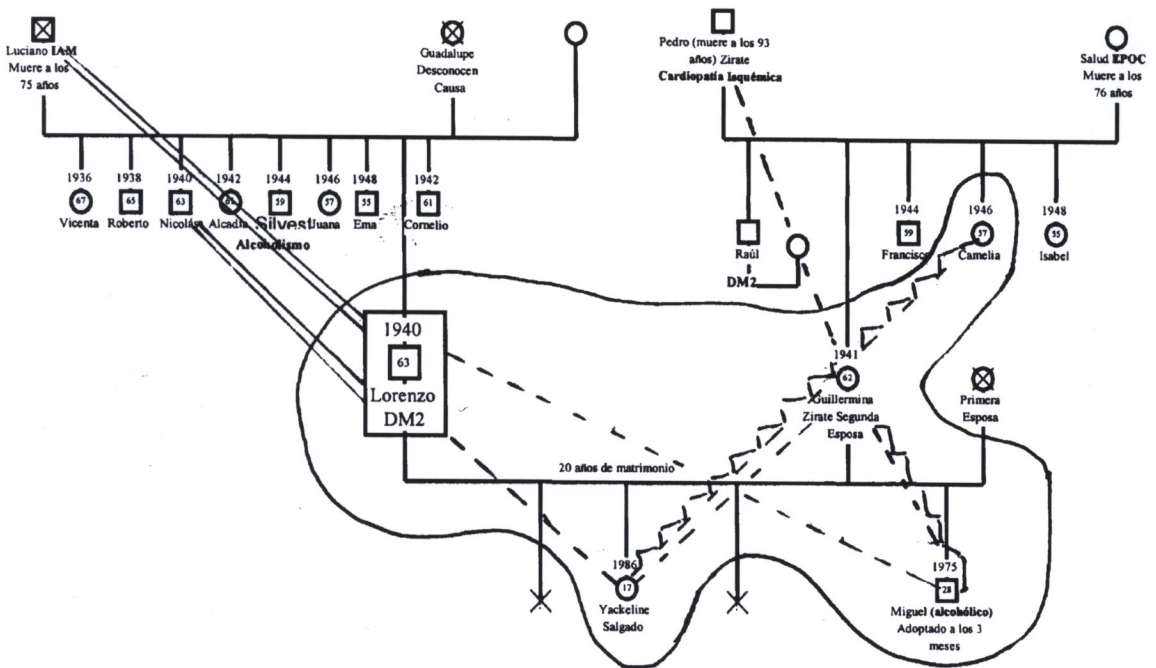 Luciano IAM
Muere a los
75 años
Guadalupe
Desconocen
Causa
Pedro (muere a los 93
años) Zirate
Cardiopatía Isquémica
Salud EPOC
Muere a los
76 años
1936
67
Vicenta
1938
65
Roberto
1940
63
Nicolás
1942
61
Alcadia
1944
59
Silvest
Alcoholismo
1946
57
Juana
1948
55
Ema
1942
61
Cornelio
Raúl
DM2
1944
59
Francisco
1946
57
Camelia
1948
55
Isabel
1940
63
Lorenzo
DM2
1941
62
Guillermina
Zirate Segunda
Esposa
Primera
Esposa
20 años de matrimonio
1986
17
Yackeline
Salgado
1975
28
Miguel (alcohólico)
Adoptado a los 3
meses